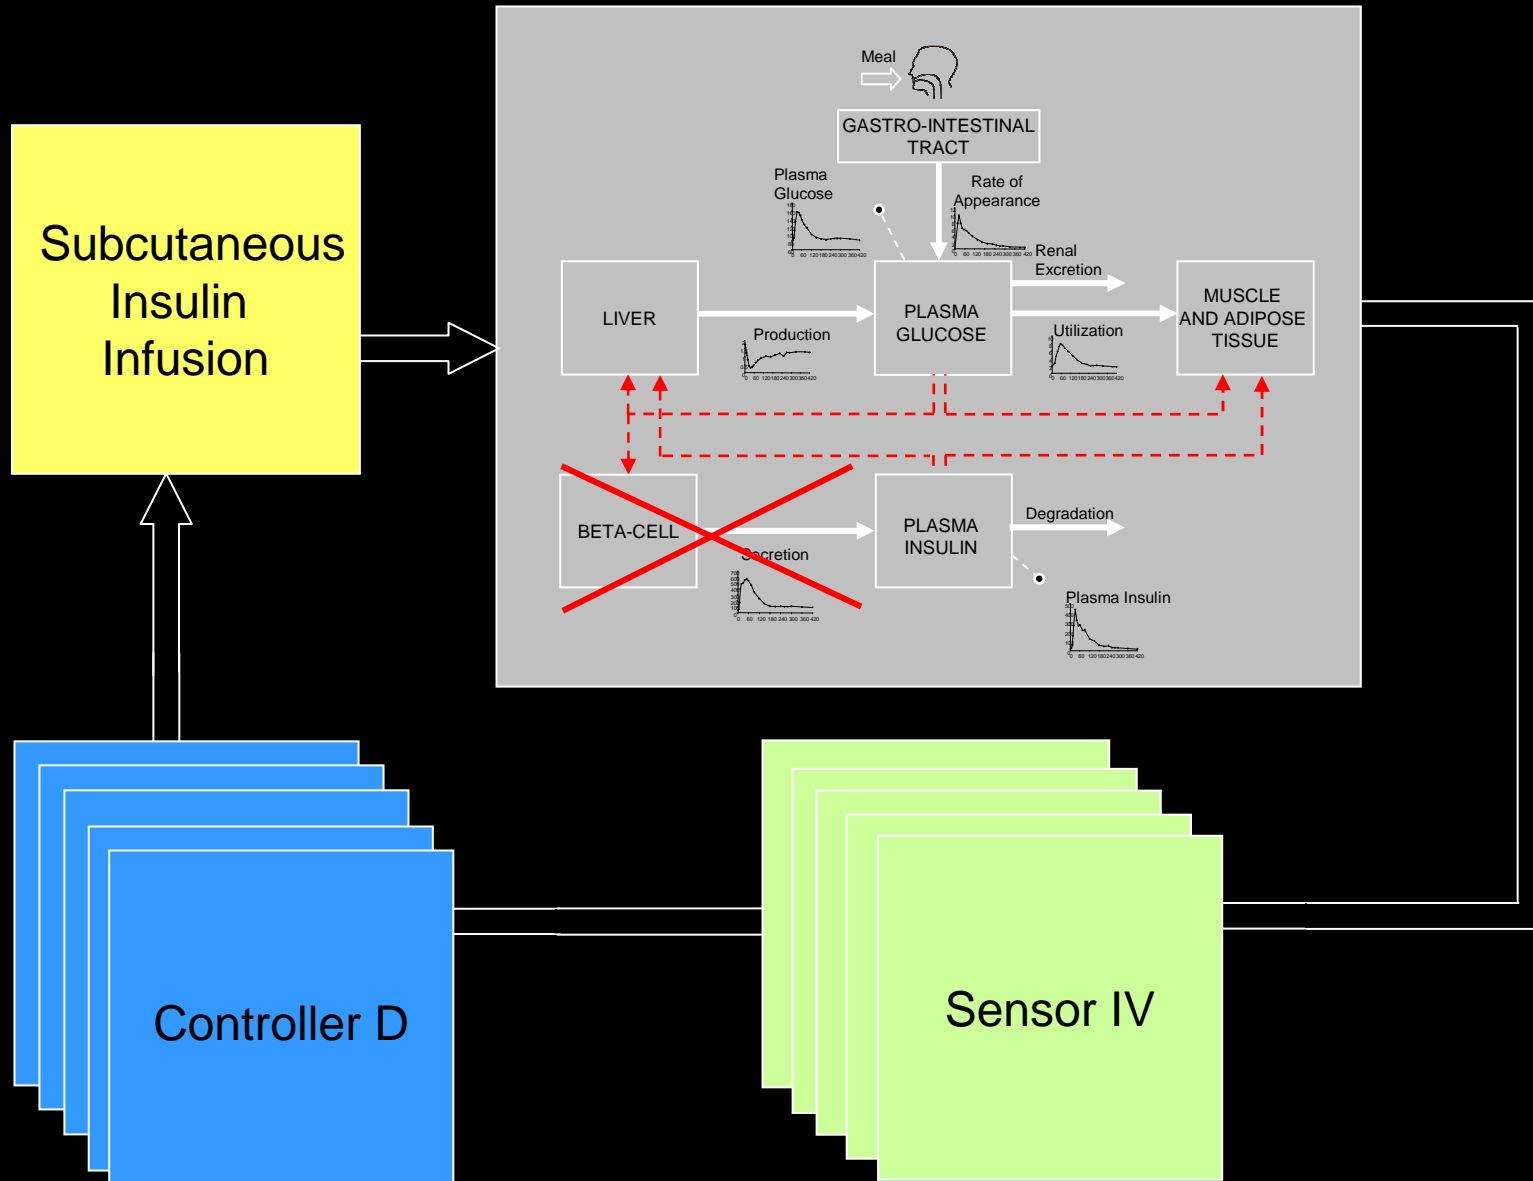 Meal
GASTRO-INTESTINAL
TRACT
Plasma
Glucose
Rate of
Appearance
Renal
Excretion
Subcutaneous
Insulin
Infusion
LIVER
Production
PLASMA
GLUCOSE
Utilization
MUSCLE
AND ADIPOSE
TISSUE
BETA-CELL
Secretion
PLASMA
INSULIN
Degradation
Plasma Insulin
Controller D
Sensor IV